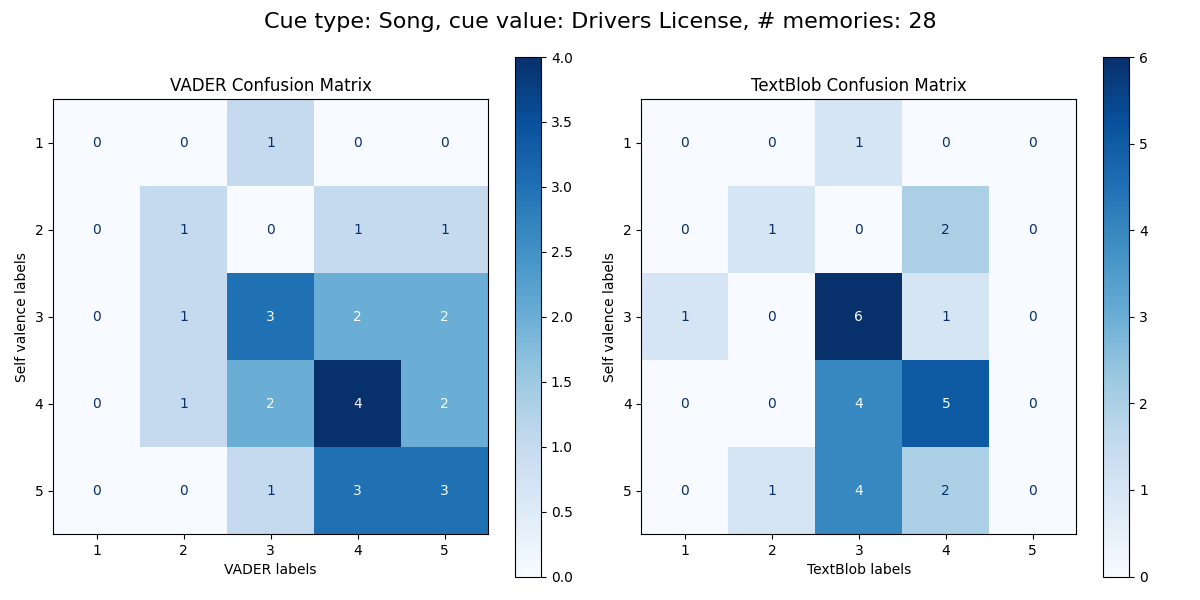 Cue type: Song, cue value: Drivers License, # memories: 28
VADER Confusion Matrix
Self valence labels
1 0 0 1 0 0
2 0 1 0 1 1
3 0 1 3 2 2
4 0 1 2 4 2
5 0 0 1 3 3
1 2 3 4 5
VADER labels
4.0
3.5
3.0
2.5
2.0
1.5
1.0
0.5
0.0
TextBlob Confusion Matrix
Self valence labels
1 0 0 1 0 0
2 0 1 0 2 0
3 1 0 6 1 0
4 0 0 4 5 0
5 0 1 4 2 0
1 2 3 4 5
TextBlob labels
6
5
4
3
2
1
0